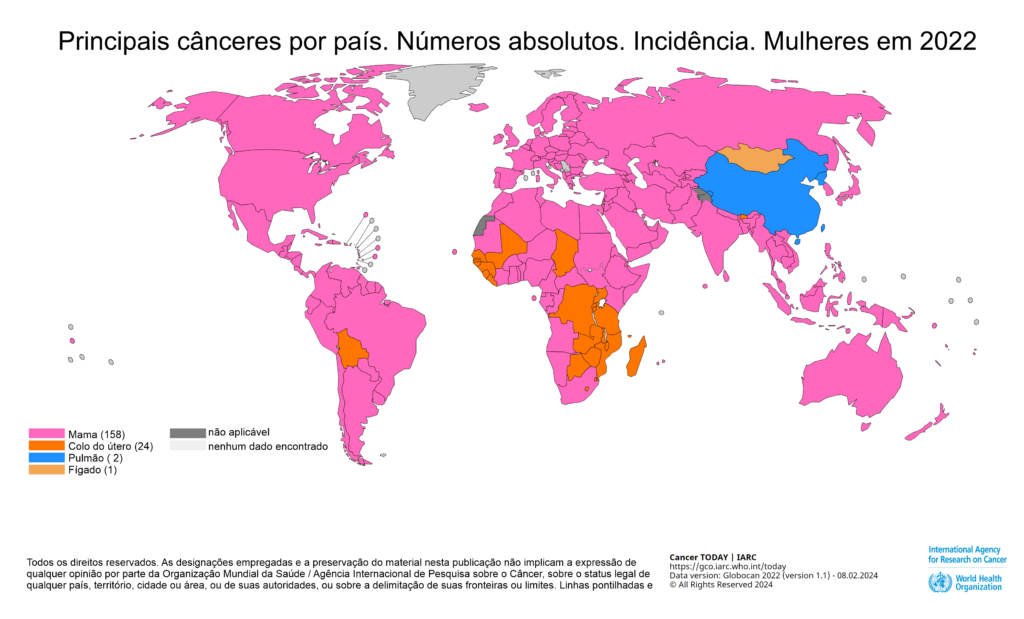 Principais cânceres por país. Números absolutos. Incidência. Mulheres em 2022
Mama (158)
Colo do útero (24)
Pulmão ( 2)
Fígado (1)
não aplicável
nenhum dado encontrado
Todos os direitos reservados. As designações empregadas e a preservação do material nesta publicação não implicam a expressão de
qualquer opinião por parte da Organização Mundial da Saúde / Agência Internacional de Pesquisa sobre o Câncer, sobre o status legal de
qualquer país, território, cidade ou área, ou de suas autoridades, ou sobre a delimitação de suas fronteiras ou limites. Linhas pontilhadas e
Cancer TODAY | IARC
https://gco.iarc.who.int/today
Data version: Globocan 2022 (version 1.1) - 08.02.2024
© All Rights Reserved 2024
International Agency
for Research on Cancer
World Health
Organization